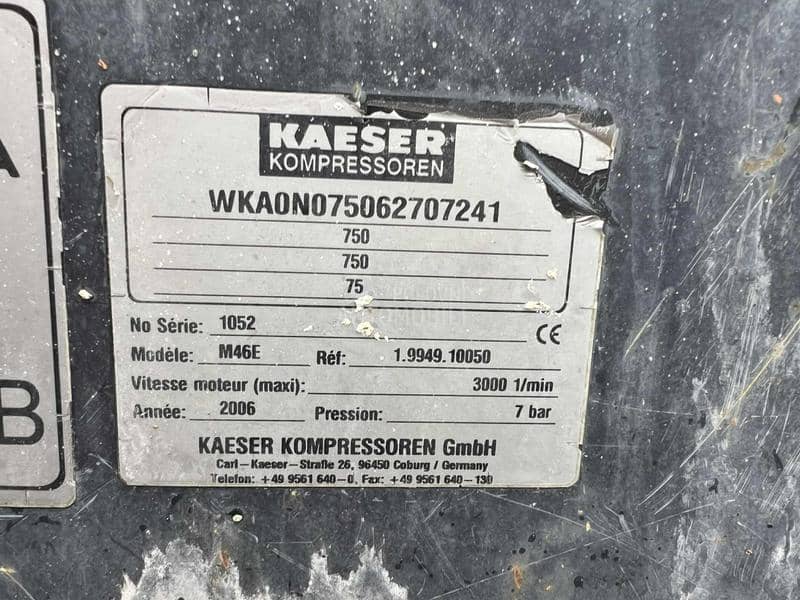 A
B
KAESER
KOMPRESSOREN
WKA0N075062707241
750
750
75
No Série: 1052
CE
Modèle: M46E Réf: 1.9949.10050
Vitesse moteur (maxi): 3000 1/min
Année: 2006 Pression: 7 bar
KAESER KOMPRESSOREN GmbH
Carl–Kaeser–Straße 26, 96450 Coburg / Germany
Telefon: +49 9561 640–0, Fax: +49 9561 640–130